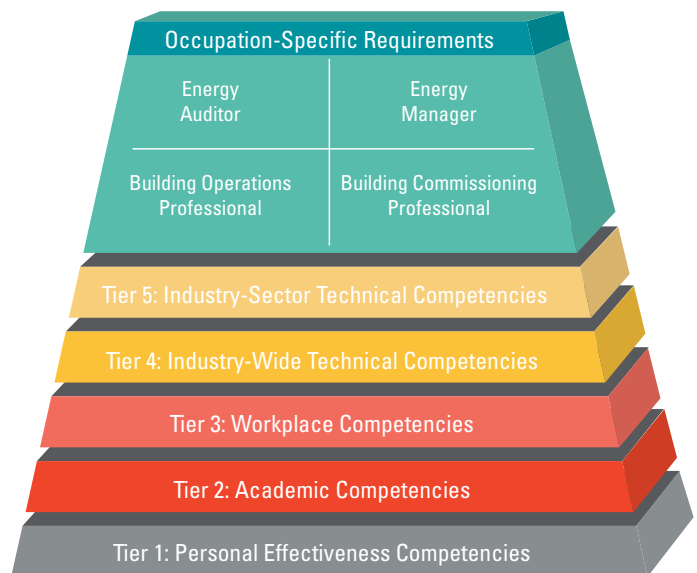 Occupation-Specific Requirements
Energy
Auditor
Energy
Manager
Building Operations
Professional
Building Commissioning
Professional
Tier 5: Industry-Sector Technical Competencies
Tier 4: Industry-Wide Technical Competencies
Tier 3: Workplace Competencies
Tier 2: Academic Competencies
Tier 1: Personal Effectiveness Competencies